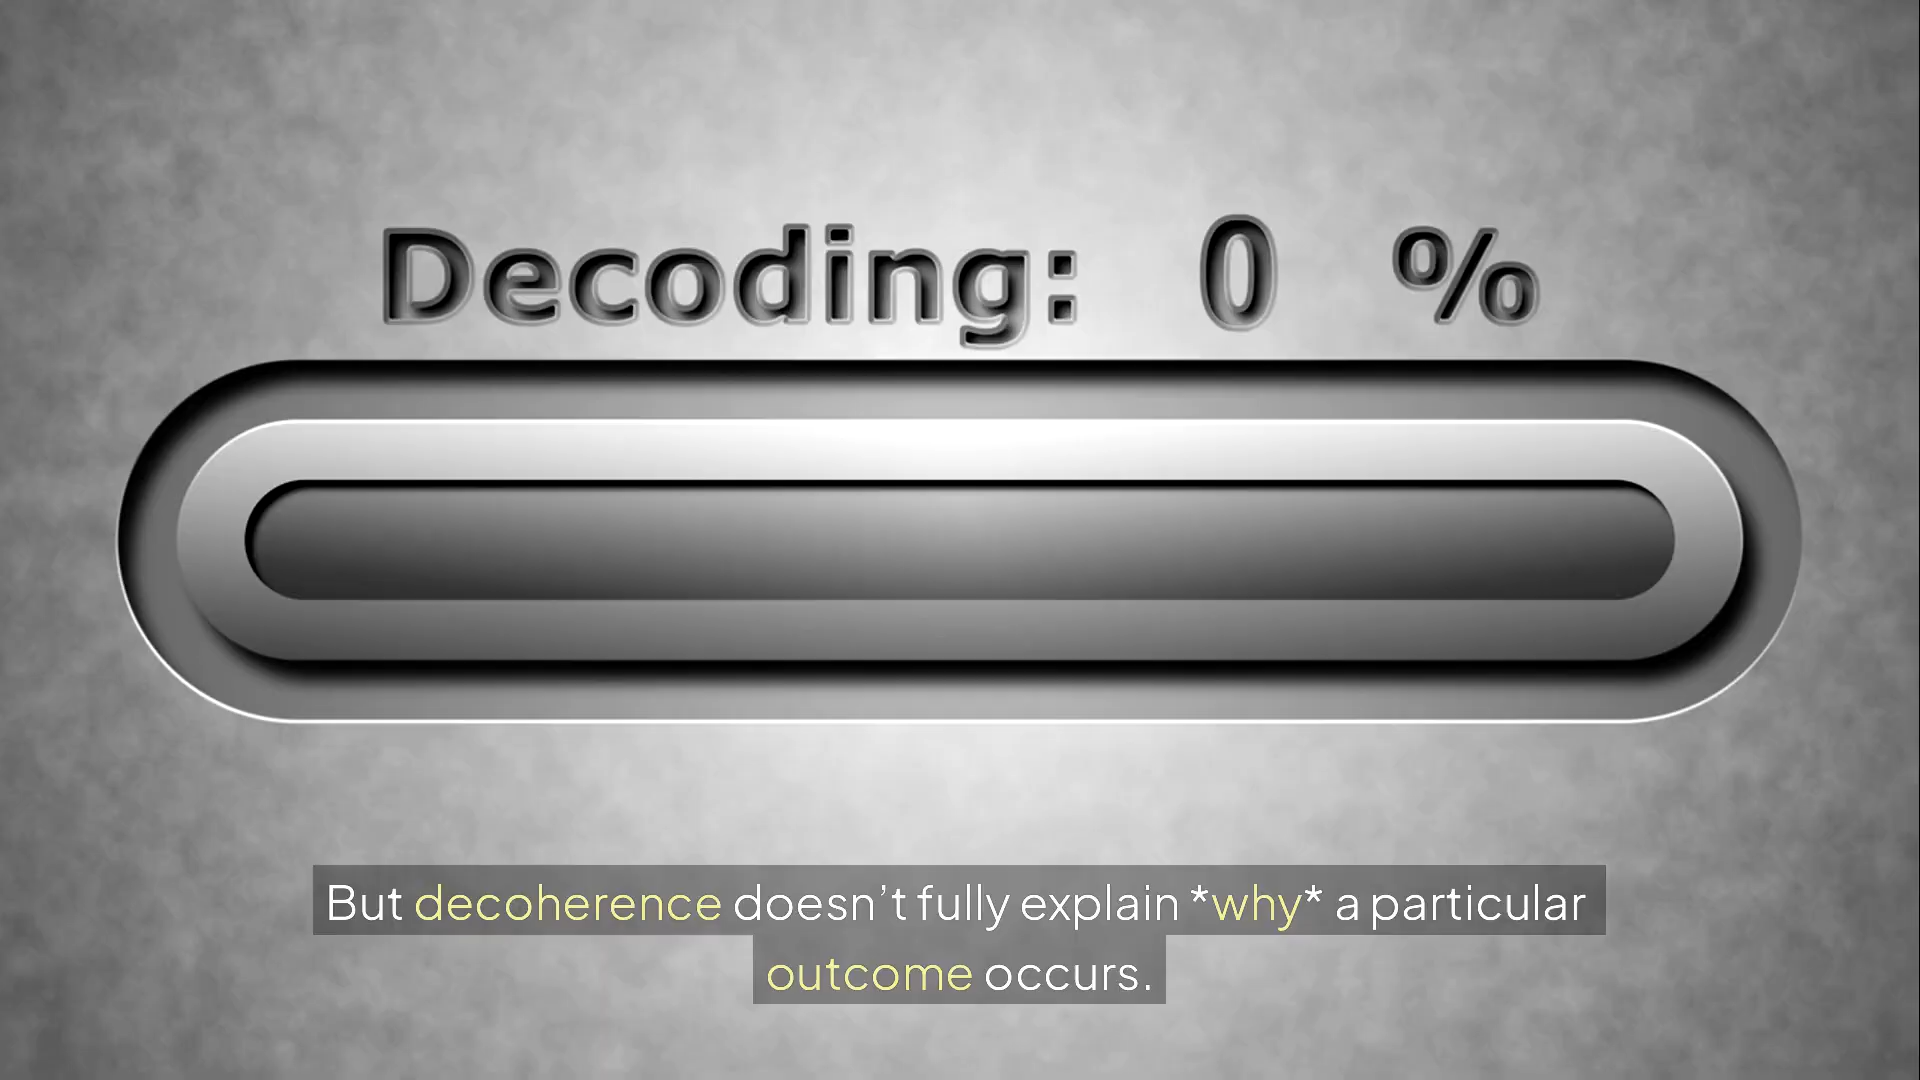 Decoding: 0 %
But decoherence doesn’t fully explain *why* a particular
outcome occurs.